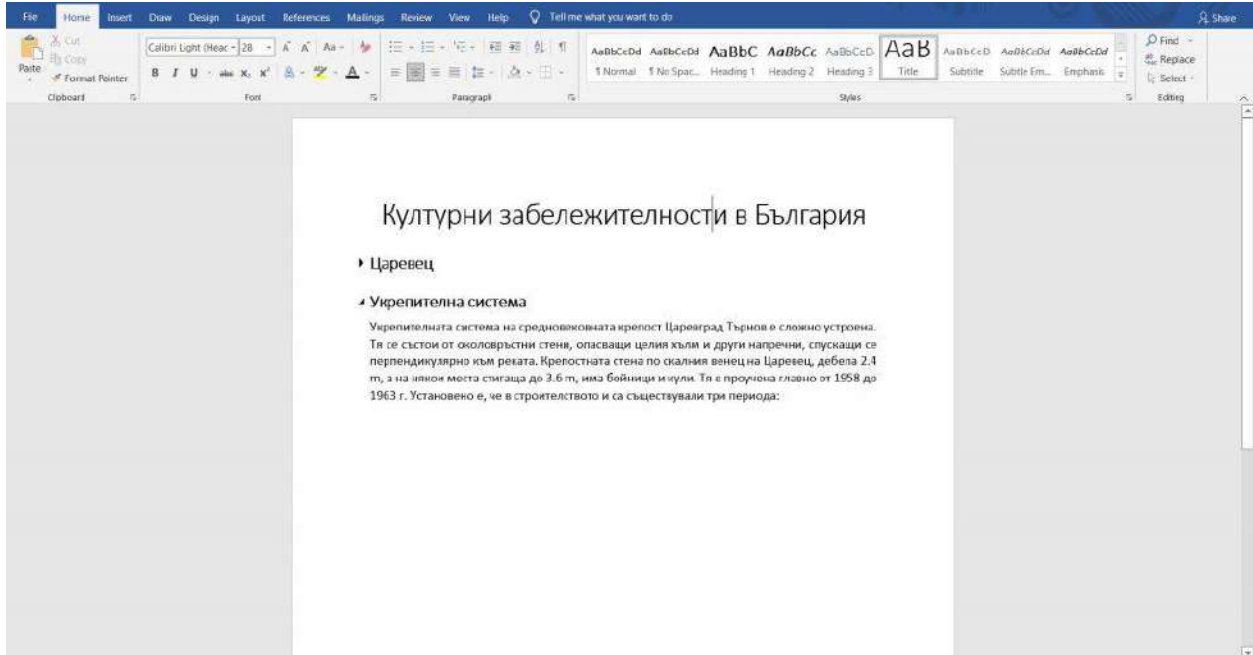 File Home Insert Draw Design Layout References Mailings Review View Help Tell me what you want to do Share
Cut
Copy
Paste
Format Painter
Calibri Light (Heac 28 Aa
B I U abc X₂ X² A
AaBbCcDd AaBbCcDd AaBbC AaBbCc AaBbCcD AaB AaBbCcD AaBbCcDd AaBbCcDd
¶ Normal ¶ No Spac... Heading 1 Heading 2 Heading 3 Title Subtitle Subtle Em... Emphasis
Find
Replace
Select
Clipboard Font Paragraph Styles Editing
Културни забележителности в България
Царевец
Укрепителна система
Укрепителната система на средновековната крепост Царевград Търнов е сложно устроена.
Тя се състои от околовръстни стени, опасващи целия хълм и други напречни, спускащи се
перпендикулярно към реката. Крепостната стена по скалния венец на Царевец, дебела 2.4
m, а на някои места стигаща до 3.6 m, има бойници и кули. Тя е проучена главно от 1958 до
1963 г. Установено е, че в строителството и са съществували три периода: